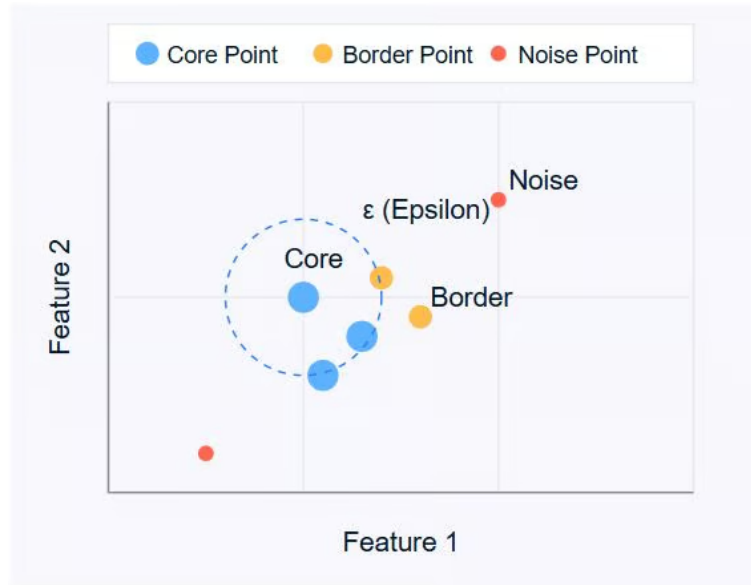 Core Point Border Point Noise Point
Noise
ε (Epsilon)
Core
Border
Feature 2
Feature 1